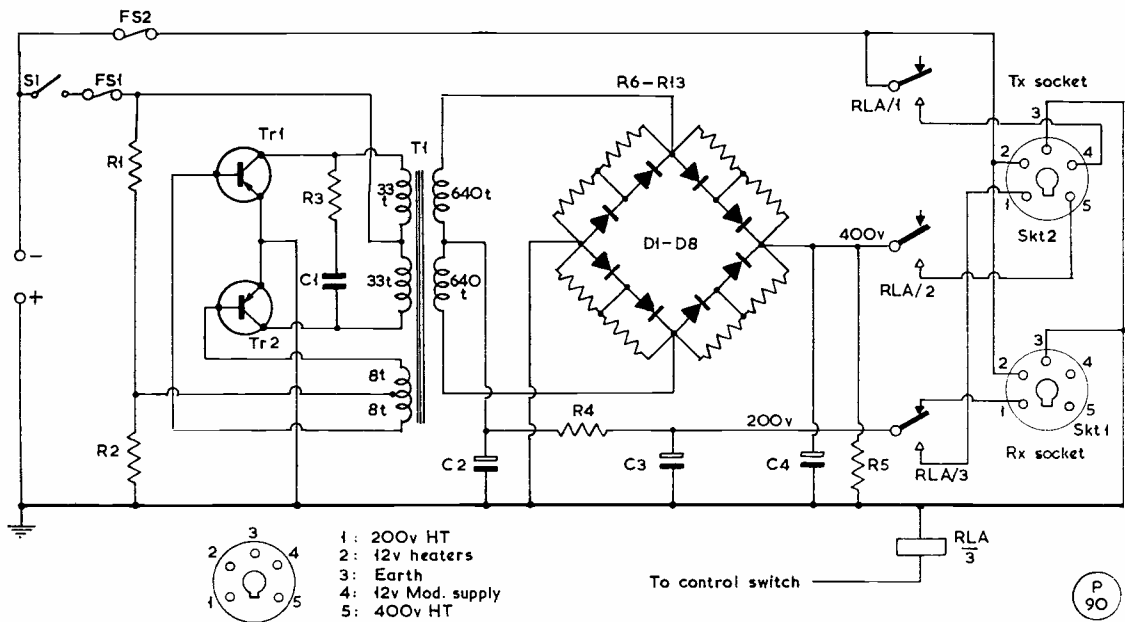 FS2
S1
FS1
R6-R13
Tx socket
RLA/1
3
2
4
1
5
Skt2
Tr1
T1
R1
R3
33
t
640t
D1-D8
400v
33t
640
t
C1
RLA/2
Tr2
-
+
8t
8t
R4
200v
3
2
4
1
5
Skt1
Rx socket
R2
C2
C3
C4
R5
RLA/3
3
2
4
1
5
1: 200v HT
2: 12v heaters
3: Earth
4: 12v Mod. supply
5: 400v HT
RLA
3
To control switch
P
90